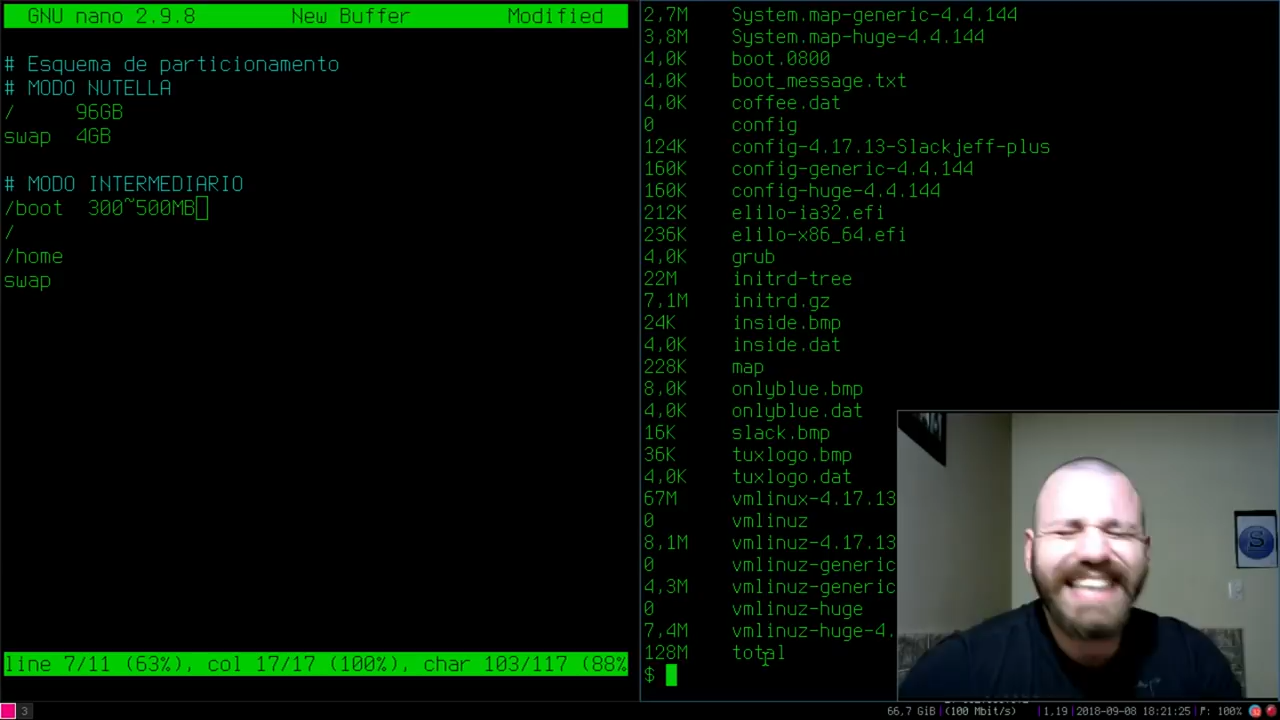 GNU nano 2.9.8 New Buffer Modified
# Esquema de particionamento
# MODO NUTELLA
/ 96GB
swap 4GB
# MODO INTERMEDIARIO
/boot 300~500MB
/
/home
swap
line 7/11 (63%), col 17/17 (100%), char 103/117 (88%
2,7M System.map-generic-4.4.144
3,8M System.map-huge-4.4.144
4,0K boot.0800
4,0K boot_message.txt
4,0K coffee.dat
0 config
124K config-4.17.13-Slackjeff-plus
160K config-generic-4.4.144
160K config-huge-4.4.144
212K elilo-ia32.efi
236K elilo-x86_64.efi
4,0K grub
22M initrd-tree
7,1M initrd.gz
24K inside.bmp
4,0K inside.dat
228K map
8,0K onlyblue.bmp
4,0K onlyblue.dat
16K slack.bmp
36K tuxlogo.bmp
4,0K tuxlogo.dat
67M vmlinux-4.17.13
0 vmlinuz
8,1M vmlinuz-4.17.13
0 vmlinuz-generic
4,3M vmlinuz-generic
0 vmlinuz-huge
7,4M vmlinuz-huge-4.
128M total
$
S
3 66,7 GiB (100 Mbit/s) 1,19 2018-09-08 18:21:25 100%